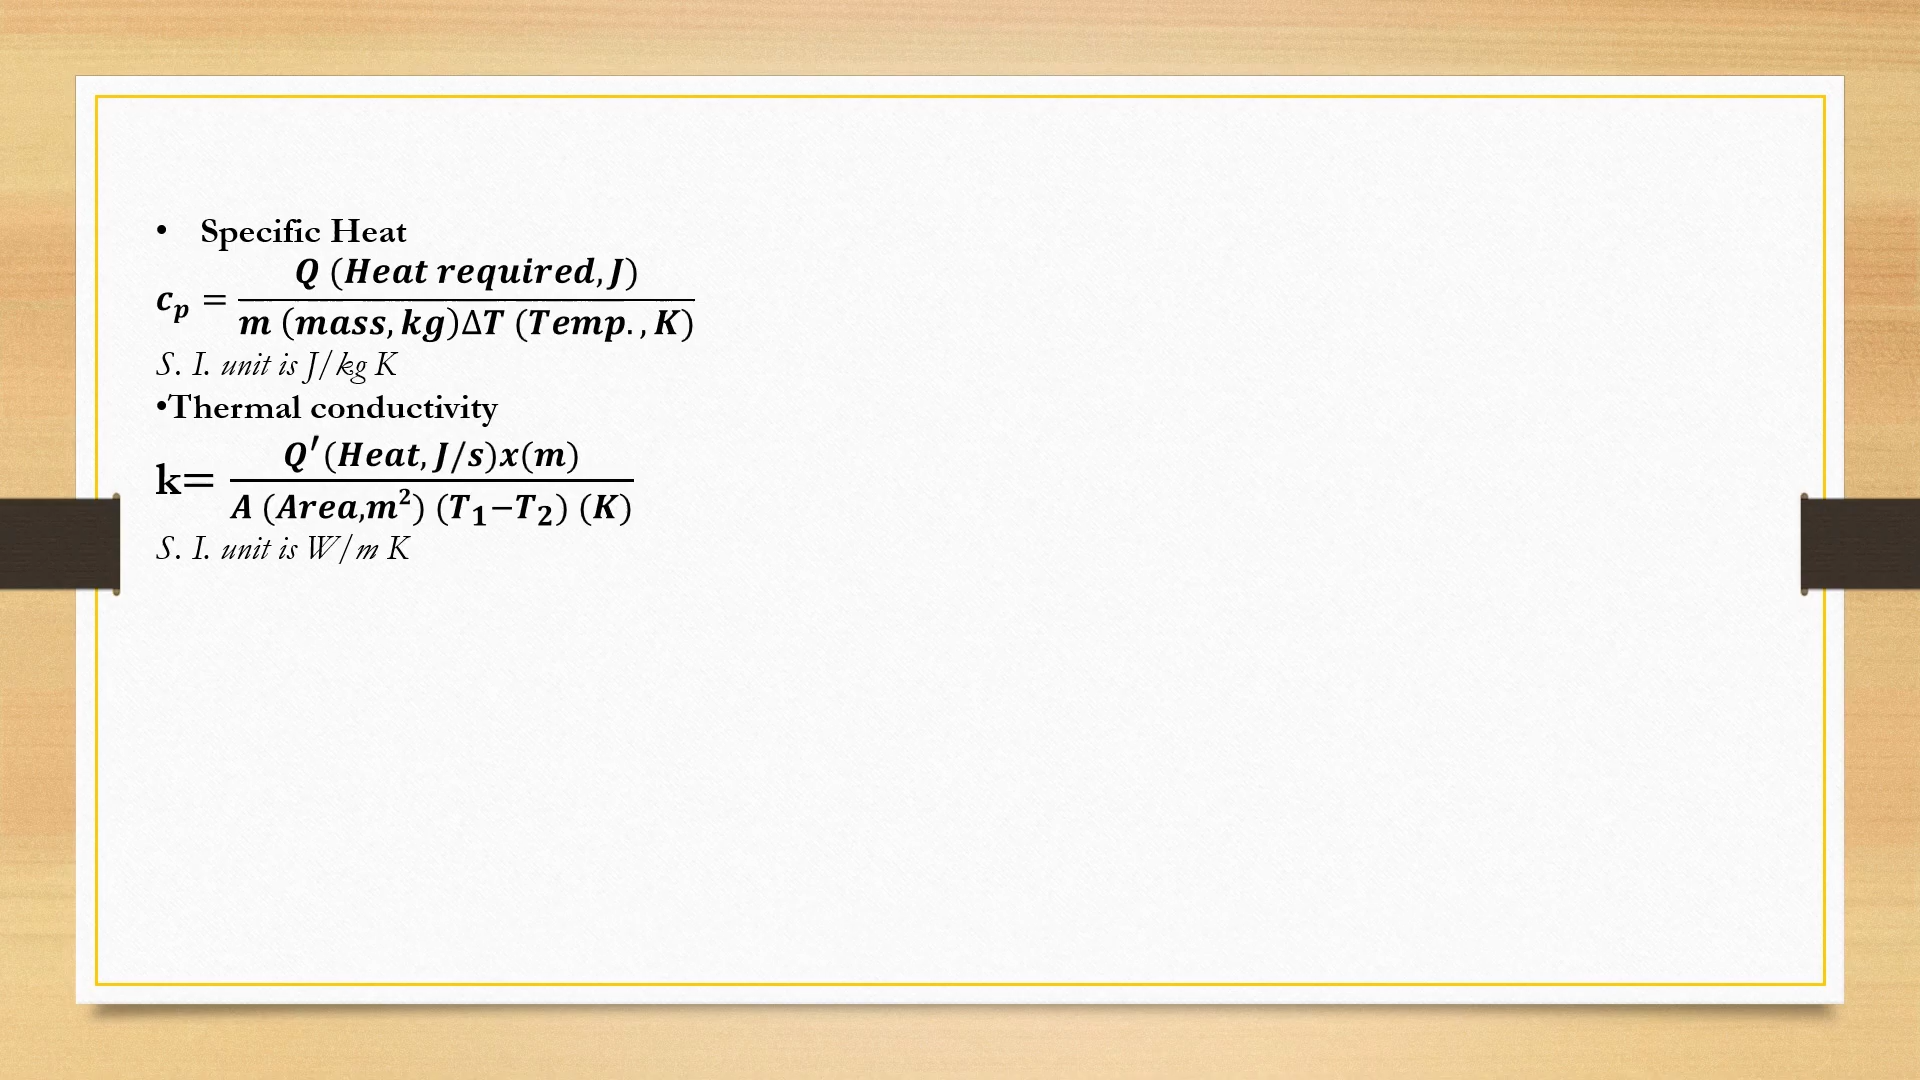 • Specific Heat
c_p = Q (Heat required, J) / m (mass, kg)ΔT (Temp., K)
S. I. unit is J/kg K
•Thermal conductivity
k= Q′(Heat, J/s)x(m) / A (Area,m²) (T₁−T₂) (K)
S. I. unit is W/m K